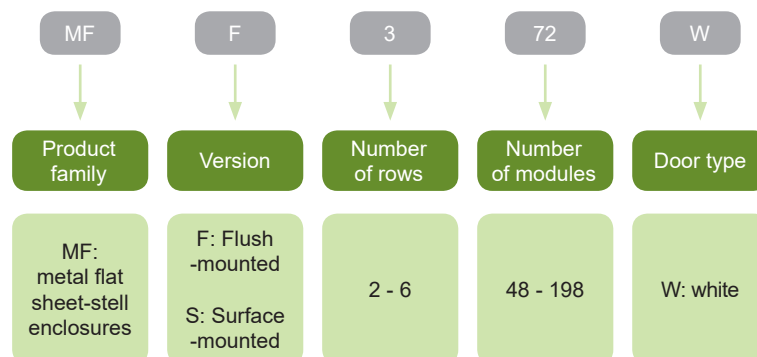 MF F 3 72 W
Product
family
Version
Number
of rows
Number
of modules
Door type
MF:
metal flat
sheet-stell
enclosures
F: Flush
-mounted
S: Surface
-mounted
2 - 6
48 - 198
W: white